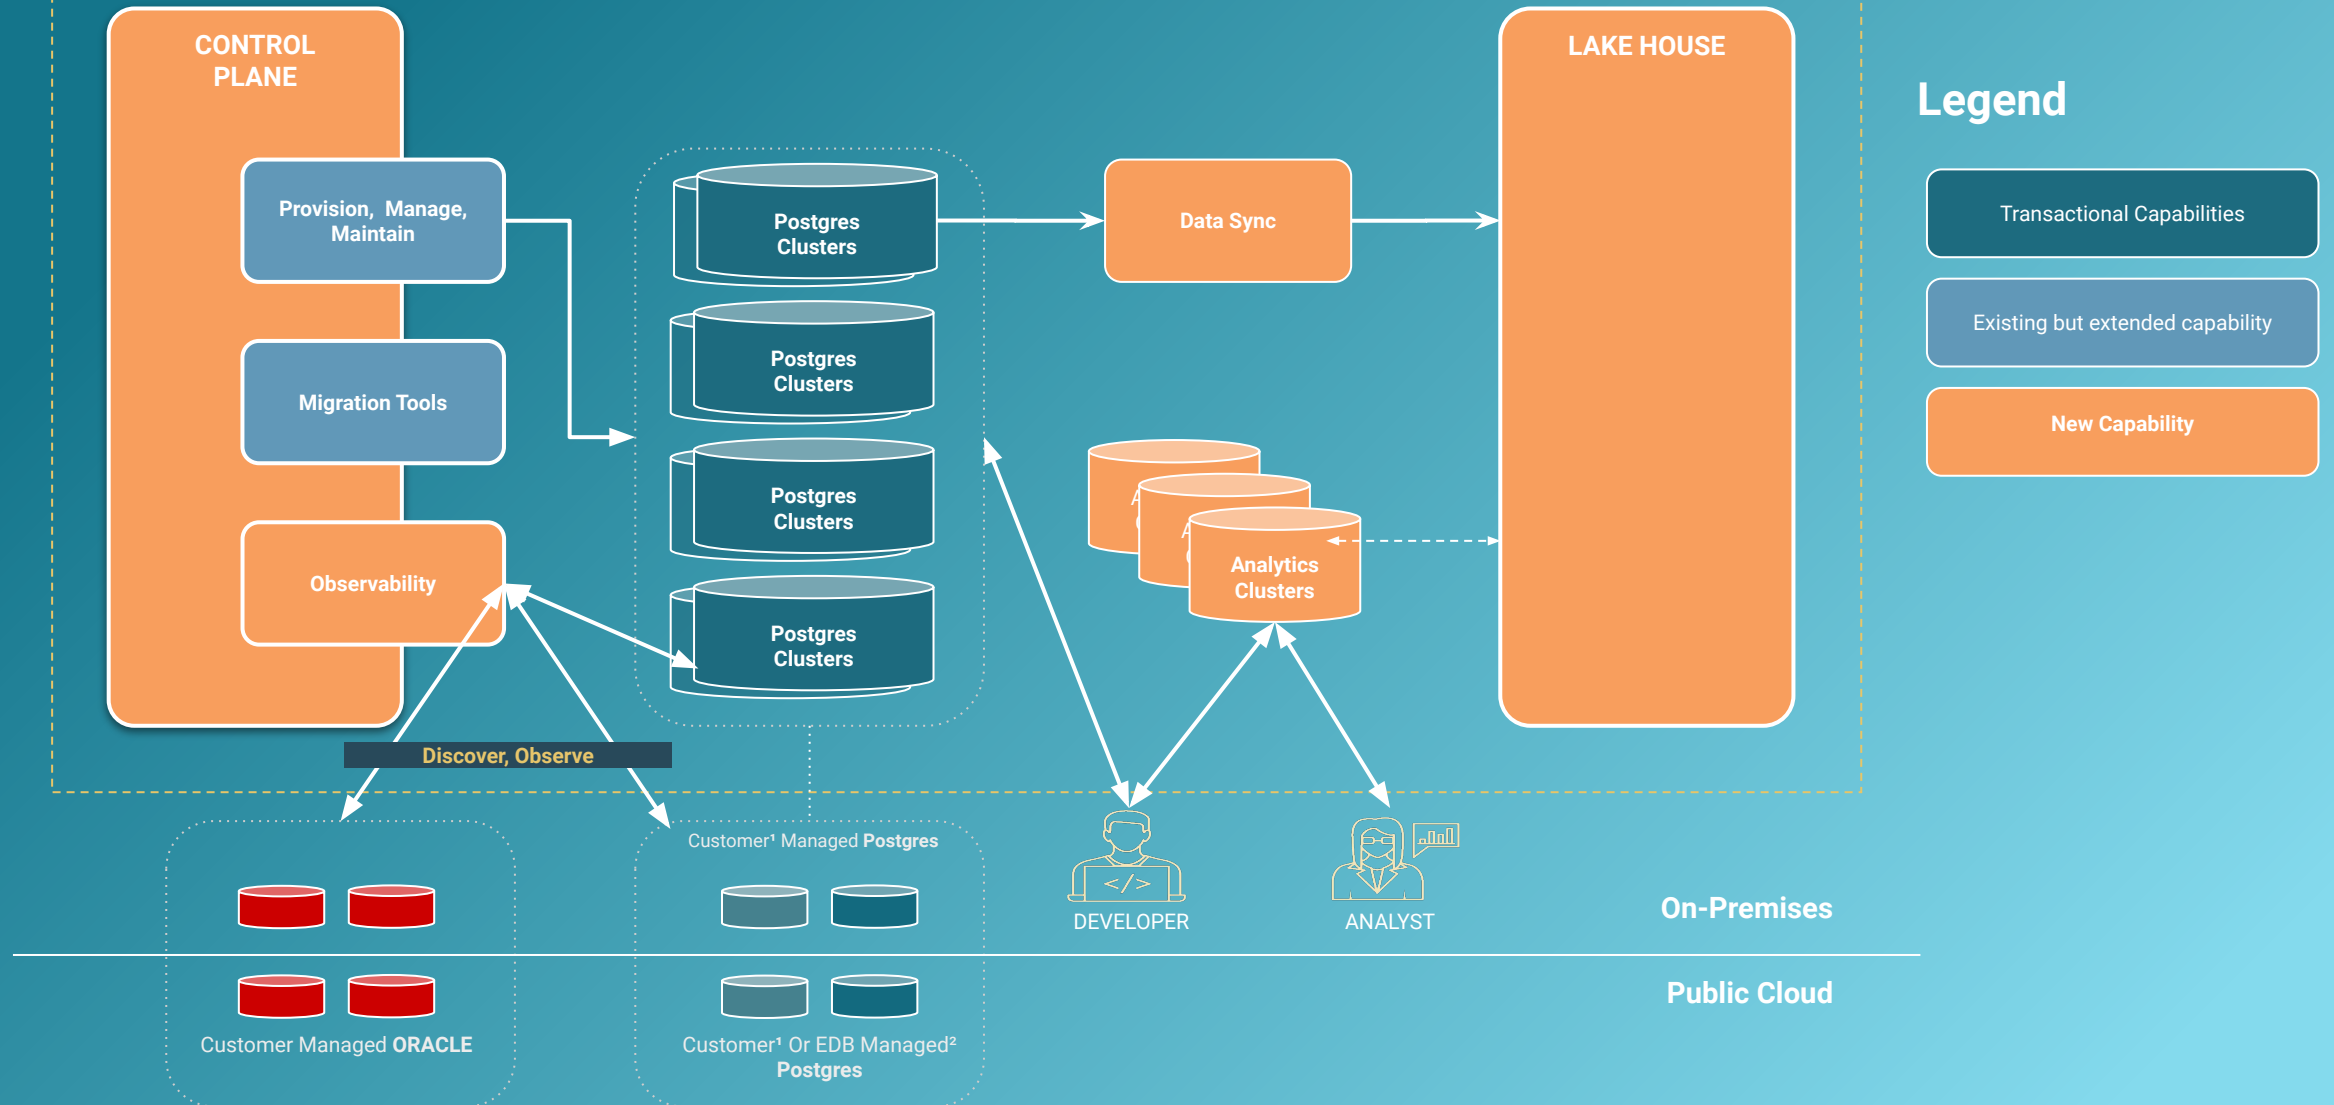 CONTROL
PLANE
Provision, Manage,
Maintain
Migration Tools
Observability
Discover, Observe
Postgres
Clusters
Postgres
Clusters
Postgres
Clusters
Postgres
Clusters
Data Sync
Analytics
Clusters
LAKE HOUSE
Legend
Transactional Capabilities
Existing but extended capability
New Capability
Customer¹ Managed Postgres
</>
DEVELOPER
ANALYST
On-Premises
Public Cloud
Customer Managed ORACLE
Customer¹ Or EDB Managed²
Postgres